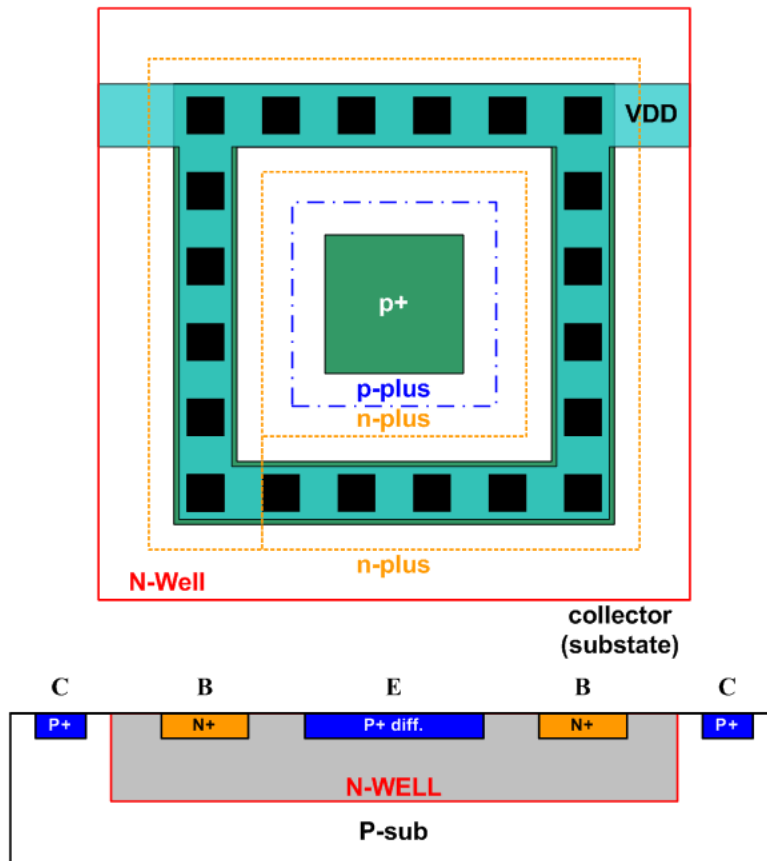 VDD
p+
p-plus
n-plus
n-plus
N-Well
collector
(substate)
C B E B C
P+ N+ P+ diff. N+ P+
N-WELL
P-sub